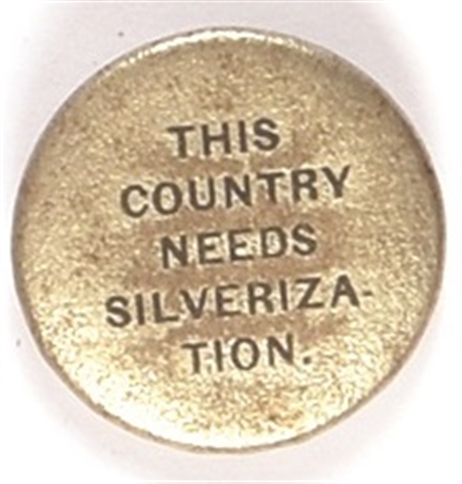 THIS
COUNTRY
NEEDS
SILVERIZA-
TION.